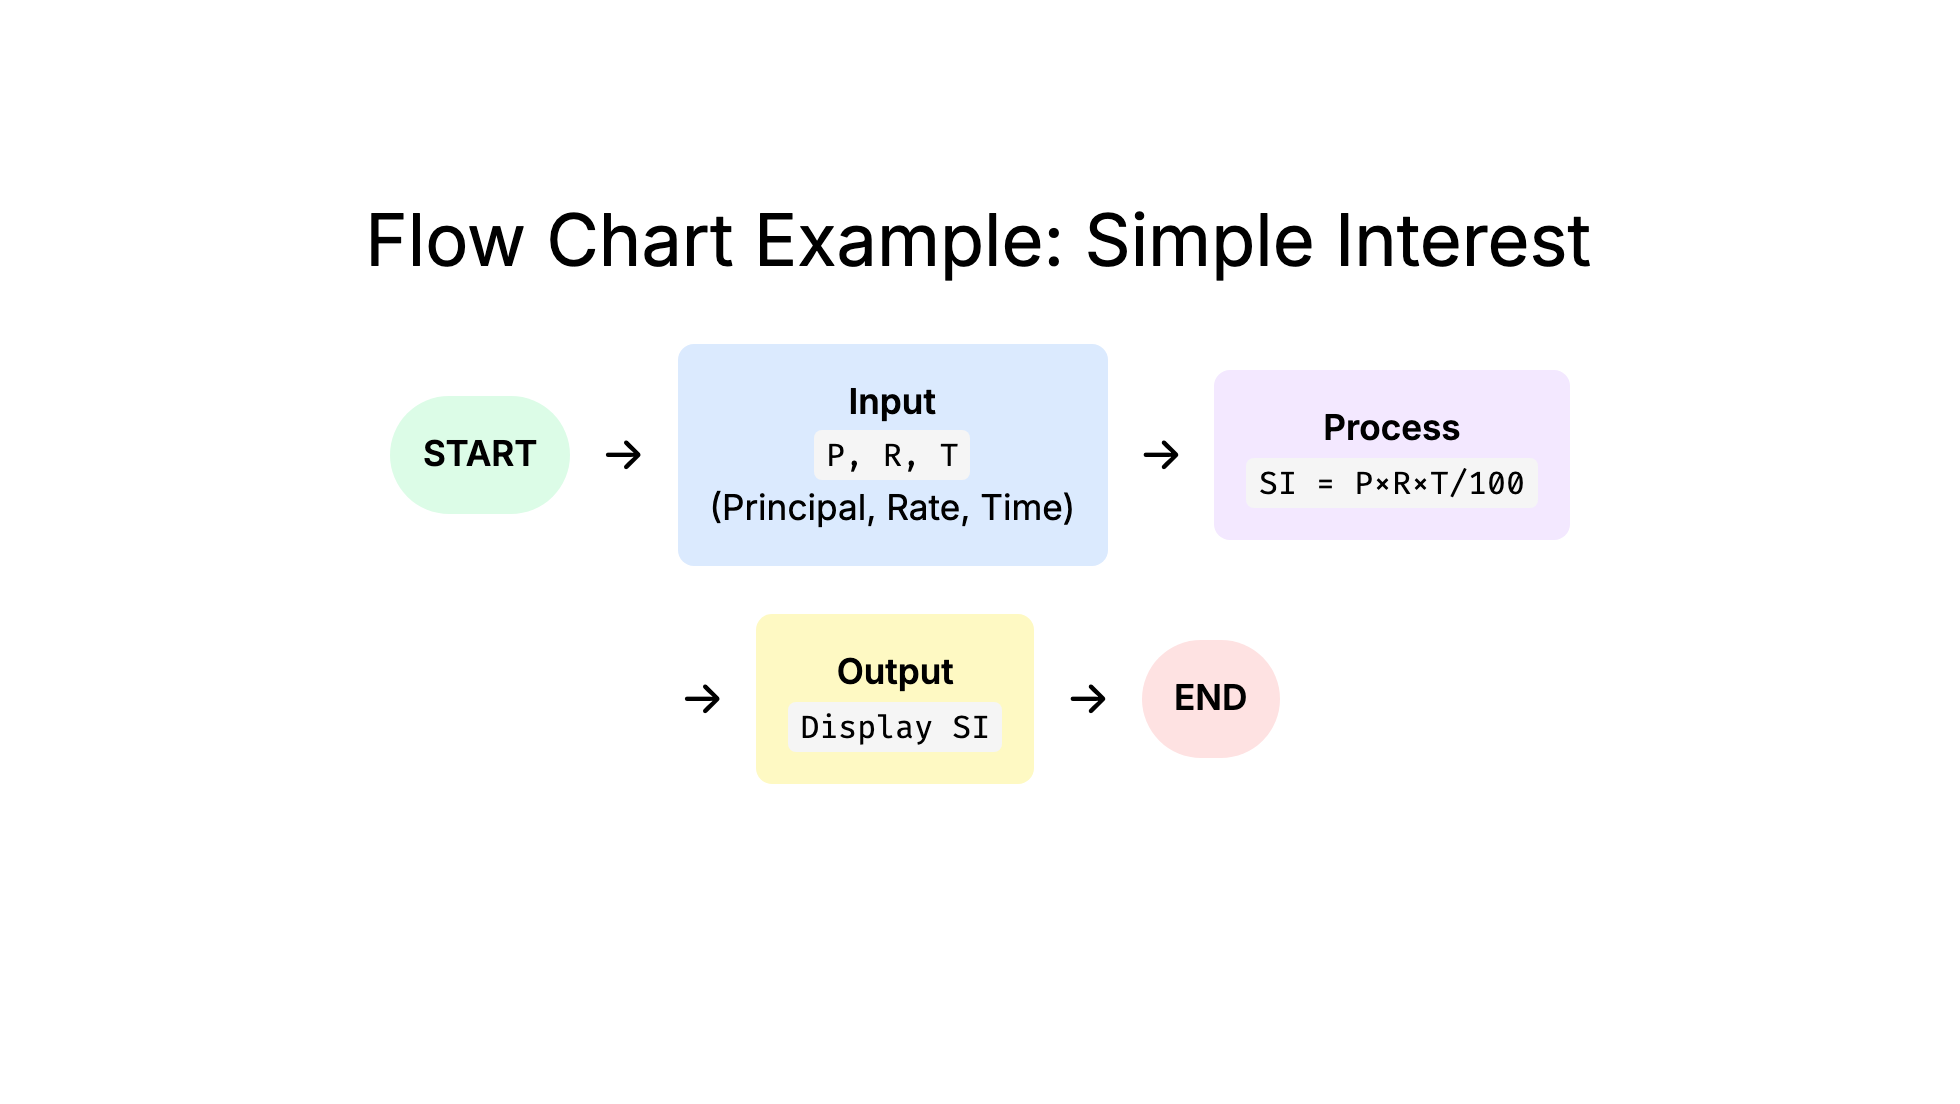 Flow Chart Example: Simple Interest
START
→
Input
P, R, T
(Principal, Rate, Time)
→
Process
SI = P×R×T/100
→
Output
Display SI
→
END